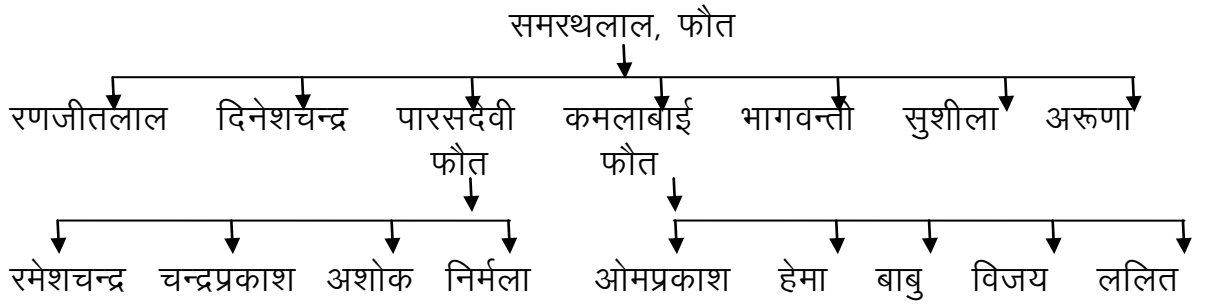 समरथलाल, फौत
रणजीतलाल दिनेशचन्द्र पारसदेवी कमलाबाई भागवन्ती सुशीला अरूणा
फौत फौत
रमेशचन्द्र चन्द्रप्रकाश अशोक निर्मला ओमप्रकाश हेमा बाबु विजय ललित